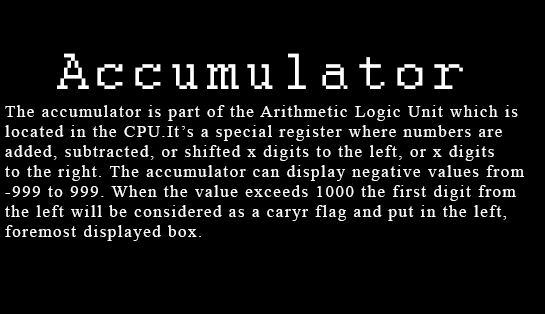 Accumulator
The accumulator is part of the Arithmetic Logic Unit which is
located in the CPU.It's a special register where numbers are
added, subtracted, or shifted x digits to the left, or x digits
to the right. The accumulator can display negative values from
-999 to 999. When the value exceeds 1000 the first digit from
the left will be considered as a caryr flag and put in the left,
foremost displayed box.